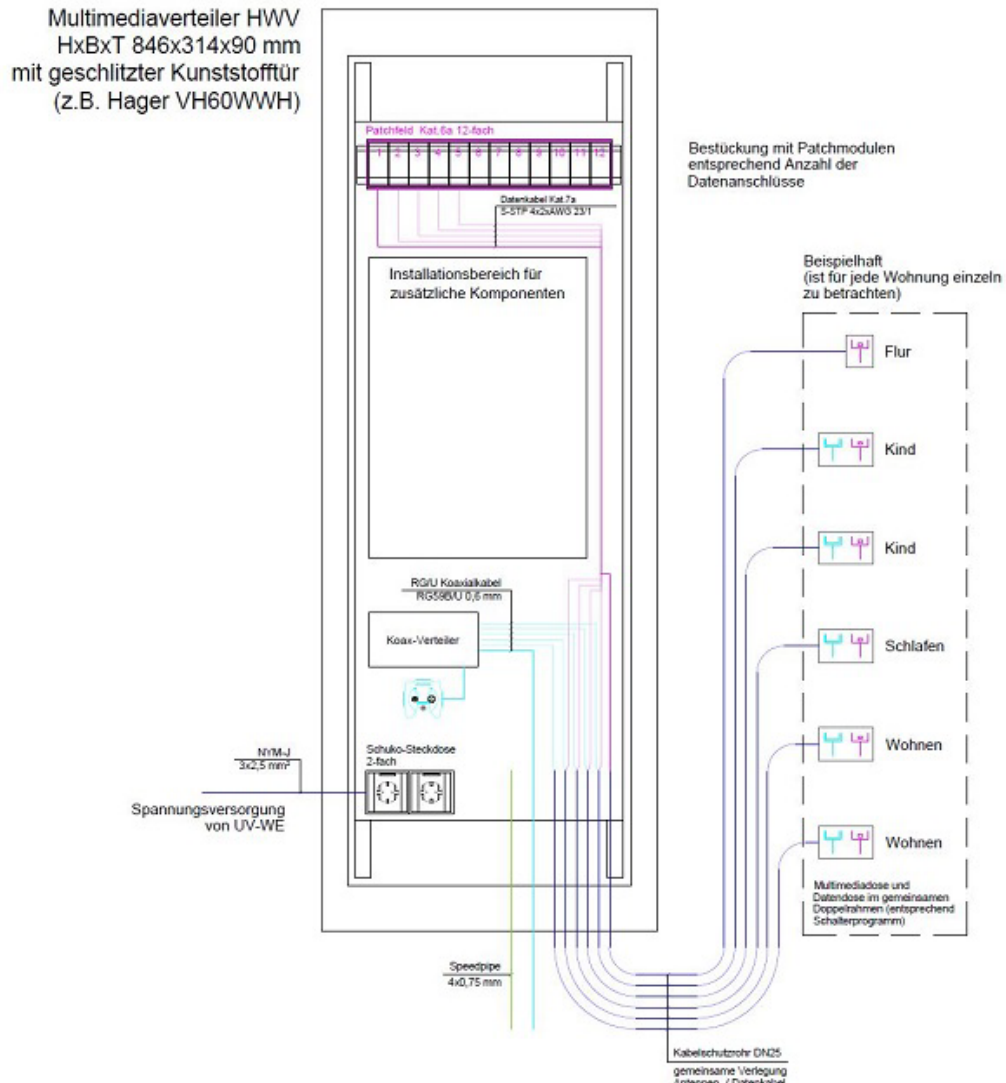 Multimediaverteiler HWV
HxBxT 846x314x90 mm
mit geschlitzter Kunststofftür
(z.B. Hager VH60WWH)
Patchfeld Kat.6a 12-fach
1 2 3 4 5 6 7 8 9 10 11 12
Bestückung mit Patchmodulen
entsprechend Anzahl der
Datenanschlüsse
Datenkabel Kat.7a
S-STP 4x2xAWG 23/1
Installationsbereich für
zusätzliche Komponenten
Beispielhaft
(ist für jede Wohnung einzeln
zu betrachten)
Flur
Kind
Kind
Schlafen
Wohnen
Wohnen
Multimediadose und
Datendose im gemeinsamen
Doppelrahmen (entsprechend
Schalterprogramm)
RG/U Koaxialkabel
RG59B/U 0,6 mm
Koax-Verteiler
Schuko-Steckdose
2-fach
NYM-J
3x2,5 mm²
Spannungsversorgung
von UV-WE
Speedpipe
4x0,75 mm
Kabelschutzrohr DN25
gemeinsame Verlegung
Antennen- / Datenkabel